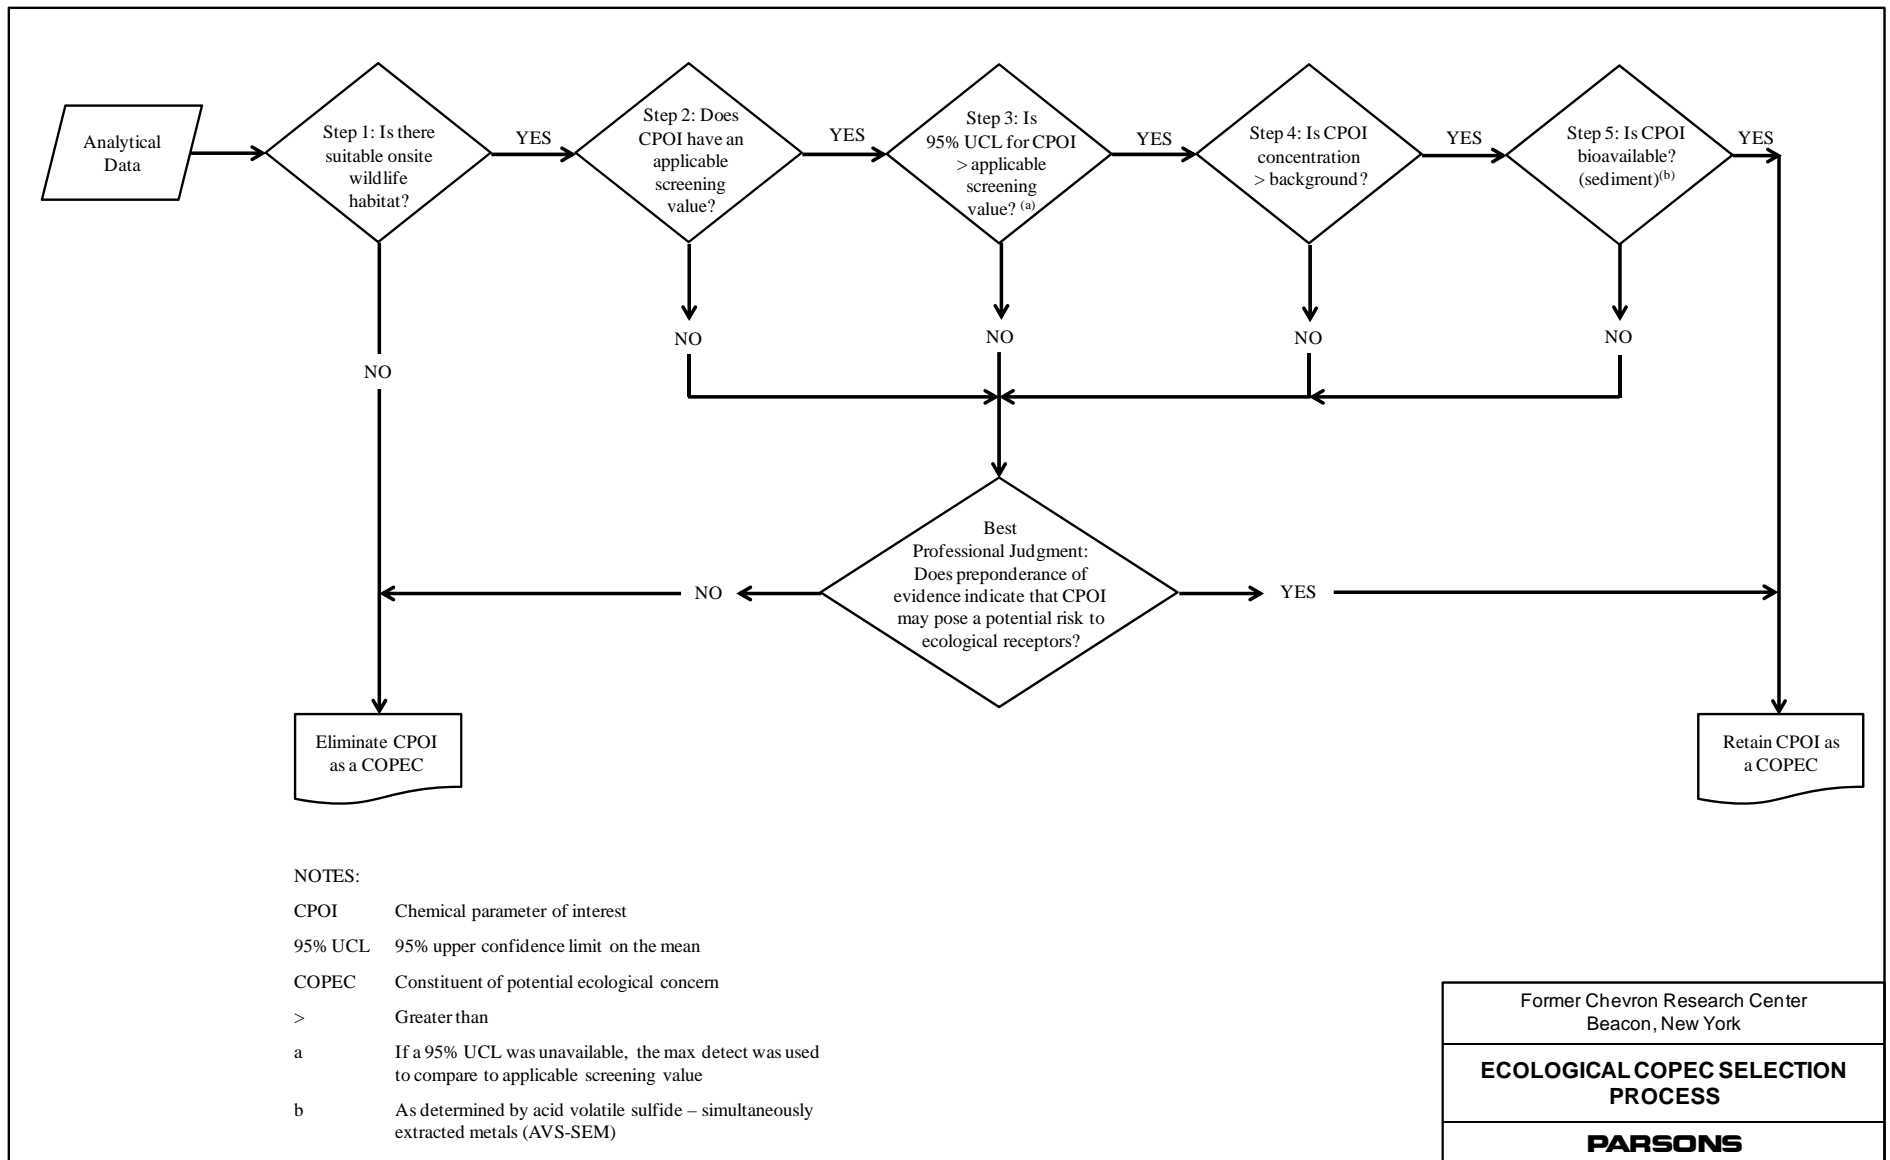 Analytical
Data
Step 1: Is there
suitable onsite
wildlife
habitat?
YES
Step 2: Does
CPOI have an
applicable
screening
value?
YES
Step 3: Is
95% UCL for CPOI
> applicable
screening
value? (a)
YES
Step 4: Is CPOI
concentration
> background?
YES
Step 5: Is CPOI
bioavailable?
(sediment)(b)
YES
NO
NO
NO
NO
NO
Best
Professional Judgment:
Does preponderance of
evidence indicate that CPOI
may pose a potential risk to
ecological receptors?
NO
YES
Eliminate CPOI
as a COPEC
Retain CPOI as
a COPEC
NOTES:
CPOI Chemical parameter of interest
95% UCL 95% upper confidence limit on the mean
COPEC Constituent of potential ecological concern
> Greater than
a If a 95% UCL was unavailable, the max detect was used
to compare to applicable screening value
b As determined by acid volatile sulfide – simultaneously
extracted metals (AVS-SEM)
Former Chevron Research Center
Beacon, New York
ECOLOGICAL COPEC SELECTION
PROCESS
PARSONS